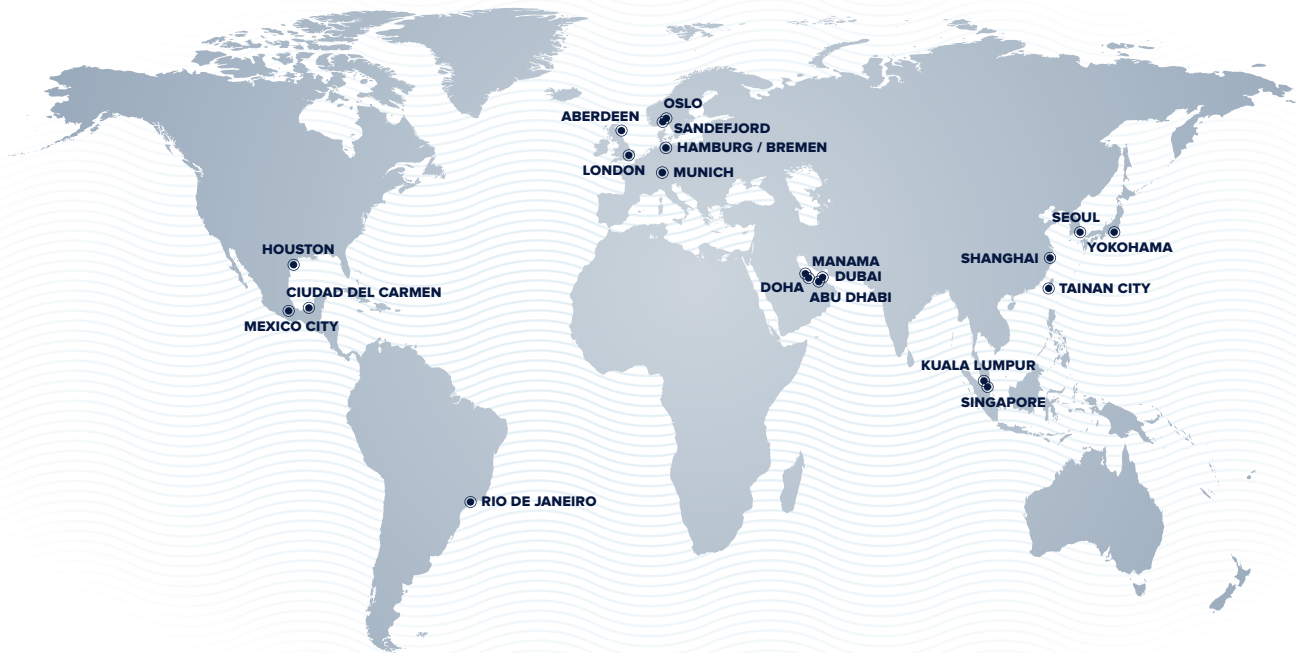 OSLO
ABERDEEN
SANDEFJORD
HAMBURG / BREMEN
LONDON
MUNICH
SEOUL
YOKOHAMA
HOUSTON
SHANGHAI
MANAMA
DUBAI
DOHA
TAINAN CITY
CIUDAD DEL CARMEN
ABU DHABI
MEXICO CITY
KUALA LUMPUR
SINGAPORE
RIO DE JANEIRO